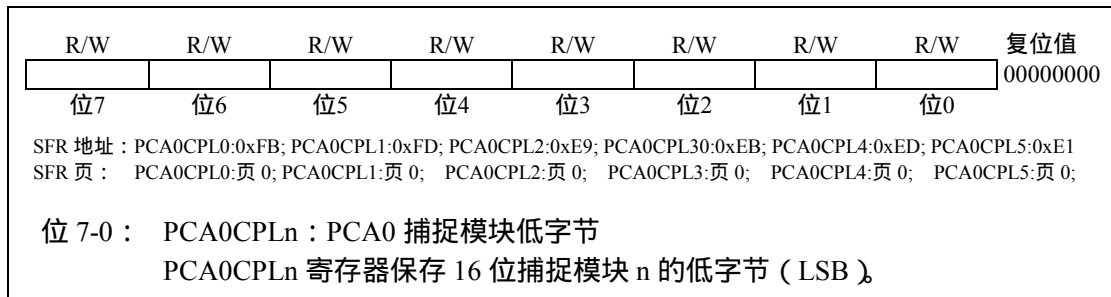 R/W R/W R/W R/W R/W R/W R/W R/W 复位值
00000000
位7 位6 位5 位4 位3 位2 位1 位0
SFR 地址：PCA0CPL0:0xFB; PCA0CPL1:0xFD; PCA0CPL2:0xE9; PCA0CPL30:0xEB; PCA0CPL4:0xED; PCA0CPL5:0xE1
SFR 页： PCA0CPL0:页 0; PCA0CPL1:页 0; PCA0CPL2:页 0; PCA0CPL3:页 0; PCA0CPL4:页 0; PCA0CPL5:页 0;
位 7-0： PCA0CPLn：PCA0 捕捉模块低字节
PCA0CPLn 寄存器保存 16 位捕捉模块 n 的低字节（LSB）。